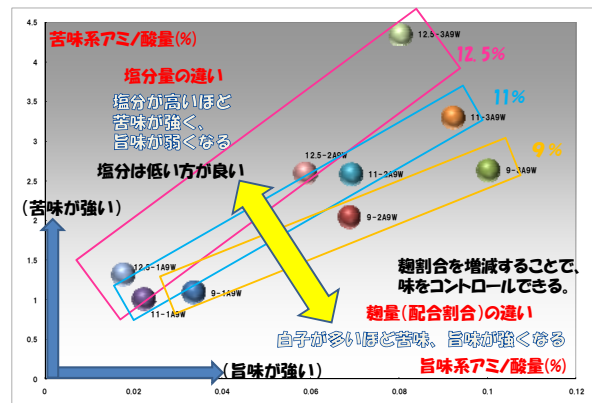 苦味系アミノ酸量(%)
塩分量の違い
塩分が高いほど
苦味が強く、
旨味が弱くなる
塩分は低い方が良い
(苦味が強い)
12.5%
11%
9%
12.5-3A9W
11-3A9W
12.5-2A9W
11-2A9W
9-3A9W
9-2A9W
12.5-1A9W
9-1A9W
11-1A9W
麹割合を増減することで、
味をコントロールできる。
麹量(配合割合)の違い
白子が多いほど苦味、旨味が強くなる
(旨味が強い)
旨味系アミノ酸量(%)
4.5
4
3.5
3
2.5
2
1.5
1
0.5
0
0
0.02
0.04
0.06
0.08
0.1
0.12